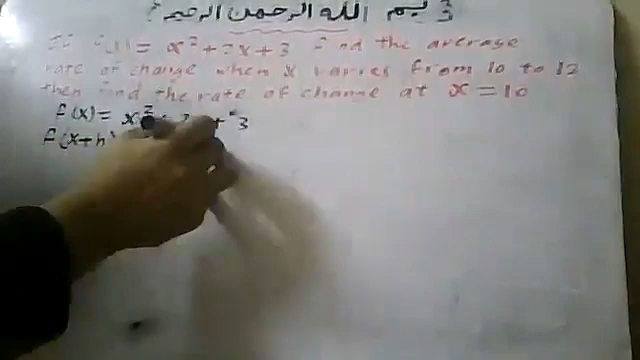 بسم الله الرحمن الرحيم
If f(x) = x² + 2x + 3 find the average
rate of change when x varies from 10 to 12
then find the rate of change at x = 10
f(x) = x² + + 3
f(x+h)